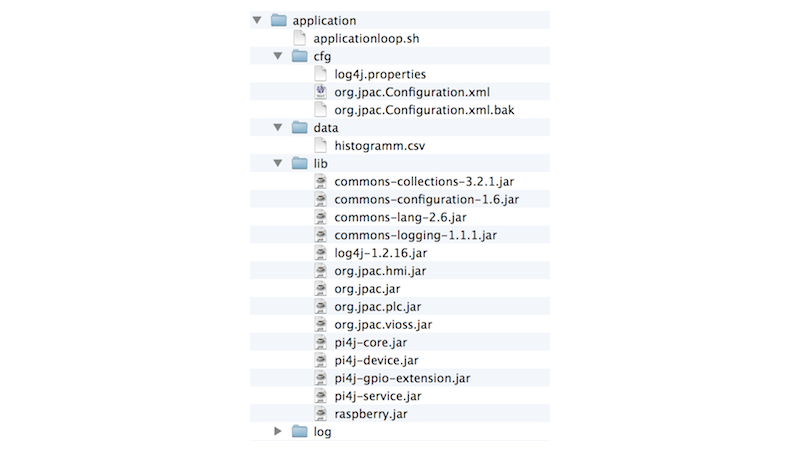 application
applicationloop.sh
cfg
log4j.properties
org.jpac.Configuration.xml
org.jpac.Configuration.xml.bak
data
histogramm.csv
lib
commons-collections-3.2.1.jar
commons-configuration-1.6.jar
commons-lang-2.6.jar
commons-logging-1.1.1.jar
log4j-1.2.16.jar
org.jpac.hmi.jar
org.jpac.jar
org.jpac.plc.jar
org.jpac.vioss.jar
pi4j-core.jar
pi4j-device.jar
pi4j-gpio-extension.jar
pi4j-service.jar
raspberry.jar
log